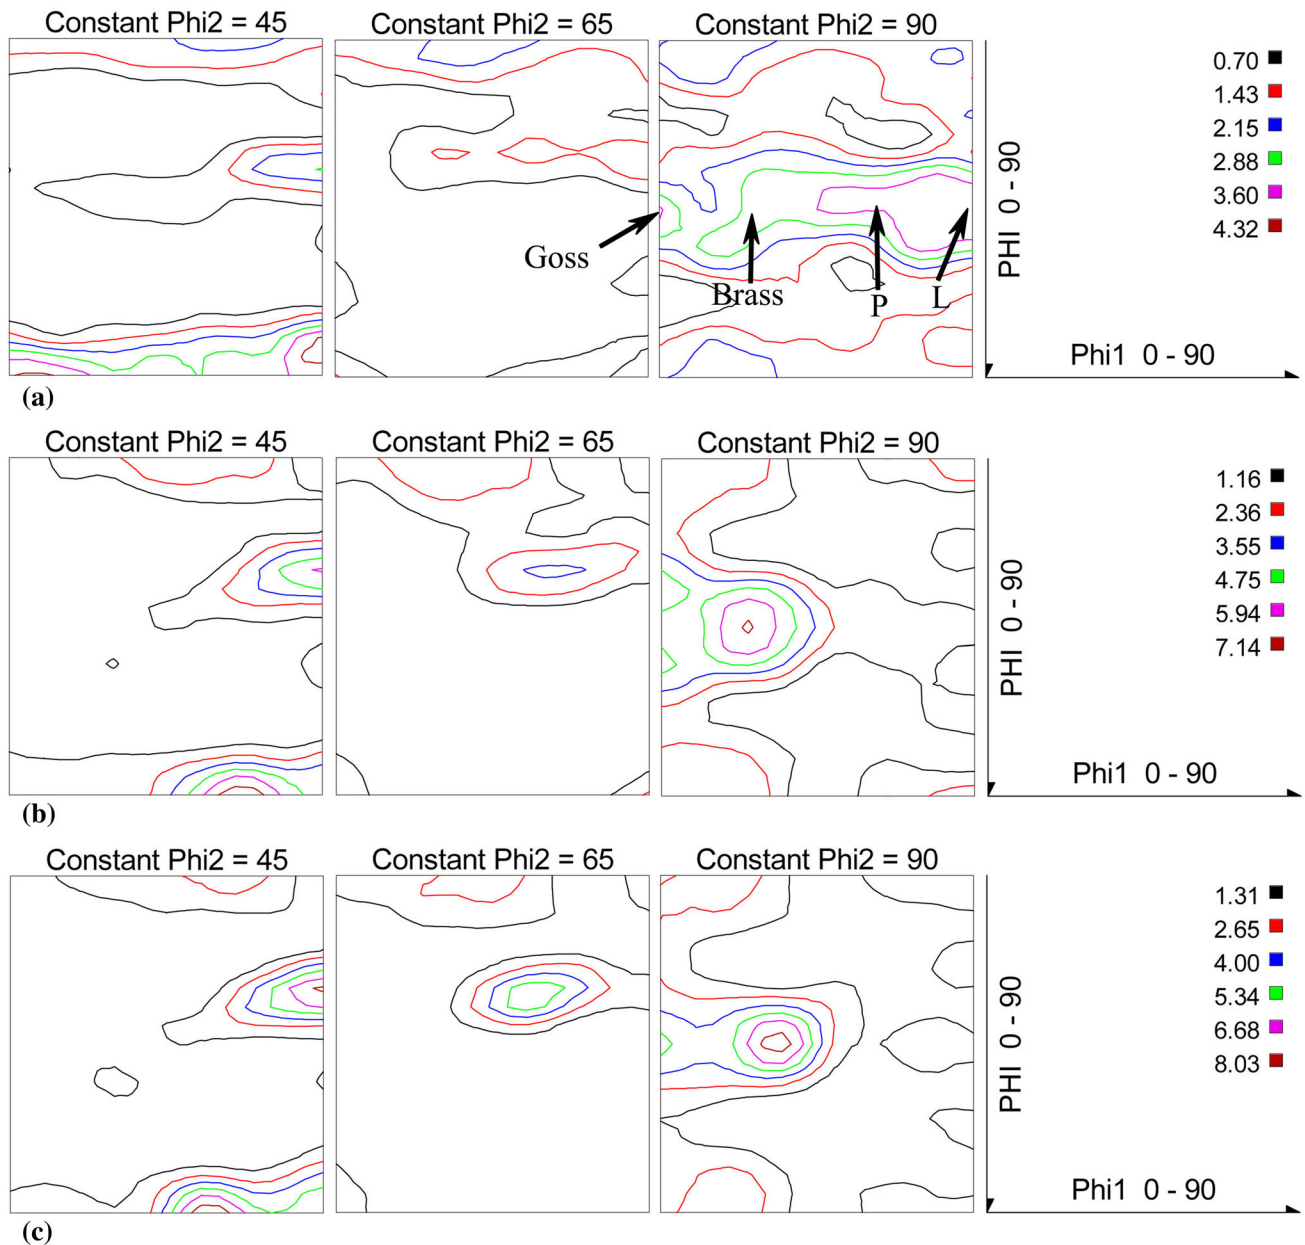 Constant Phi2 = 45
Constant Phi2 = 65
Constant Phi2 = 90
0.70
1.43
2.15
2.88
3.60
4.32
PHI 0 - 90
Goss
Brass
P
L
Phi1 0 - 90
(a)
Constant Phi2 = 45
Constant Phi2 = 65
Constant Phi2 = 90
1.16
2.36
3.55
4.75
5.94
7.14
PHI 0 - 90
Phi1 0 - 90
(b)
Constant Phi2 = 45
Constant Phi2 = 65
Constant Phi2 = 90
1.31
2.65
4.00
5.34
6.68
8.03
PHI 0 - 90
Phi1 0 - 90
(c)